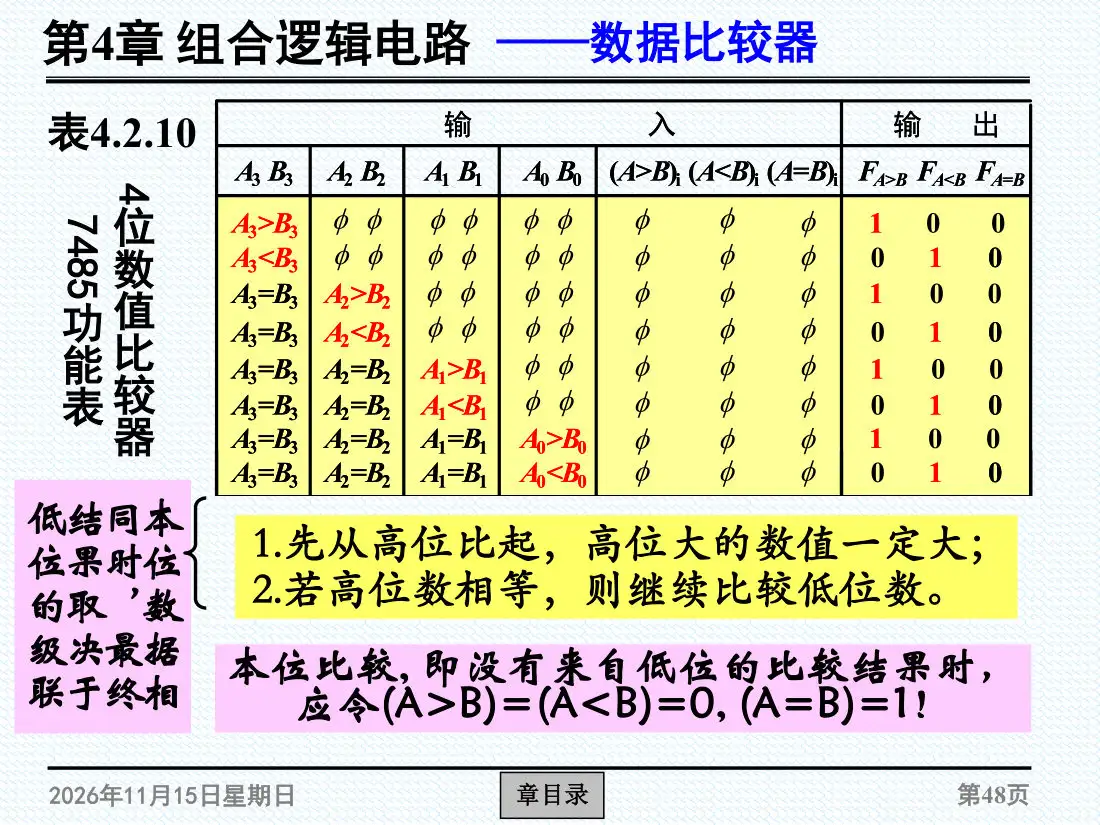 第4章 组合逻辑电路 ——数据比较器
表4.2.10
4位数值比较器
7485功能表
输 入 输 出
A3 B3 A2 B2 A1 B1 A0 B0 (A>B)i (A<B)i (A=B)i FA>B FA<B FA=B
A3>B3 ϕ ϕ ϕ ϕ ϕ ϕ ϕ ϕ ϕ 1 0 0
A3<B3 ϕ ϕ ϕ ϕ ϕ ϕ ϕ ϕ ϕ 0 1 0
A3=B3 A2>B2 ϕ ϕ ϕ ϕ ϕ ϕ ϕ 1 0 0
A3=B3 A2<B2 ϕ ϕ ϕ ϕ ϕ ϕ ϕ 0 1 0
A3=B3 A2=B2 A1>B1 ϕ ϕ ϕ ϕ ϕ 1 0 0
A3=B3 A2=B2 A1<B1 ϕ ϕ ϕ ϕ ϕ 0 1 0
A3=B3 A2=B2 A1=B1 A0>B0 ϕ ϕ ϕ 1 0 0
A3=B3 A2=B2 A1=B1 A0<B0 ϕ ϕ ϕ 0 1 0
本位数据相
同时,最终
结果取决于
低位的级联
1.先从高位比起，高位大的数值一定大;
2.若高位数相等，则继续比较低位数。
本位比较,即没有来自低位的比较结果时，
应令(A>B)=(A<B)=0, (A=B)=1!
2026年11月15日星期日
章目录
第48页